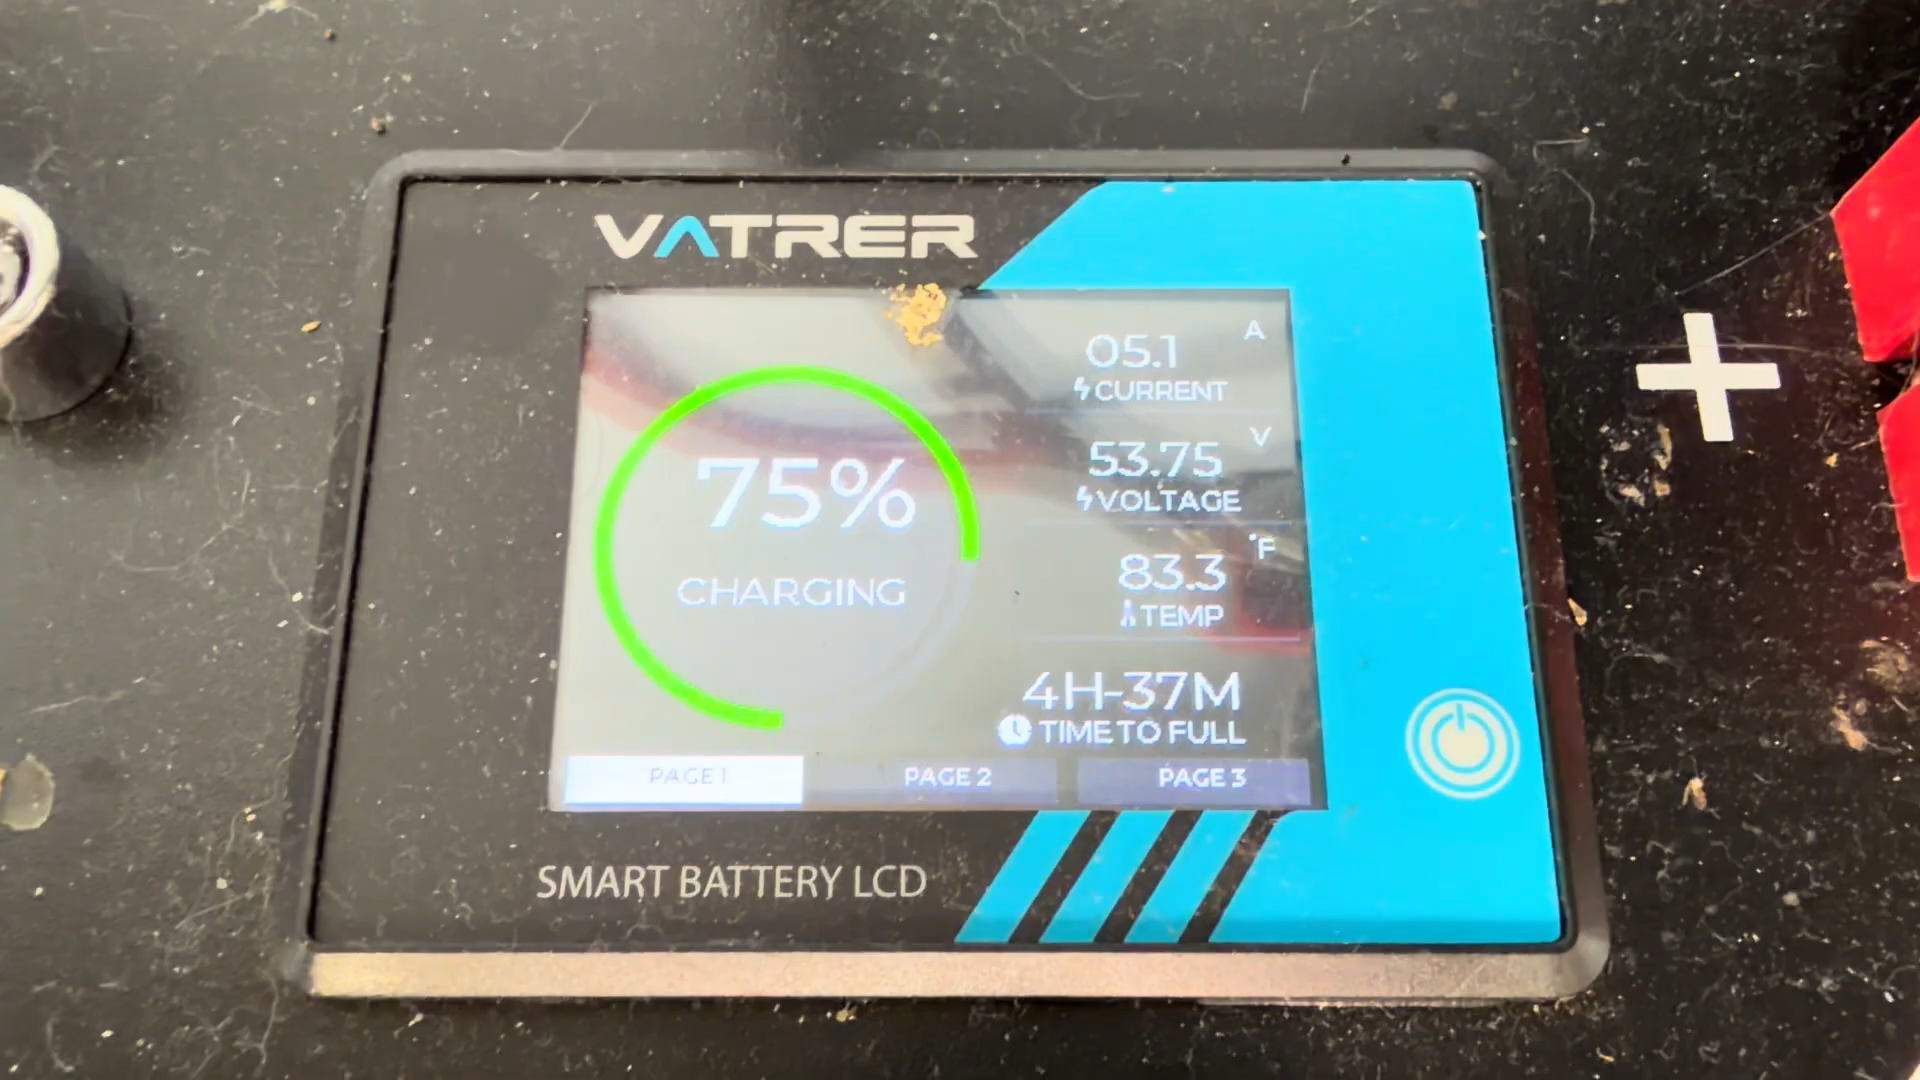 VATRER
75%
CHARGING
05.1 A
CURRENT
53.75 V
VOLTAGE
83.3 °F
TEMP
4H-37M
TIME TO FULL
PAGE 1 PAGE 2 PAGE 3
SMART BATTERY LCD
+